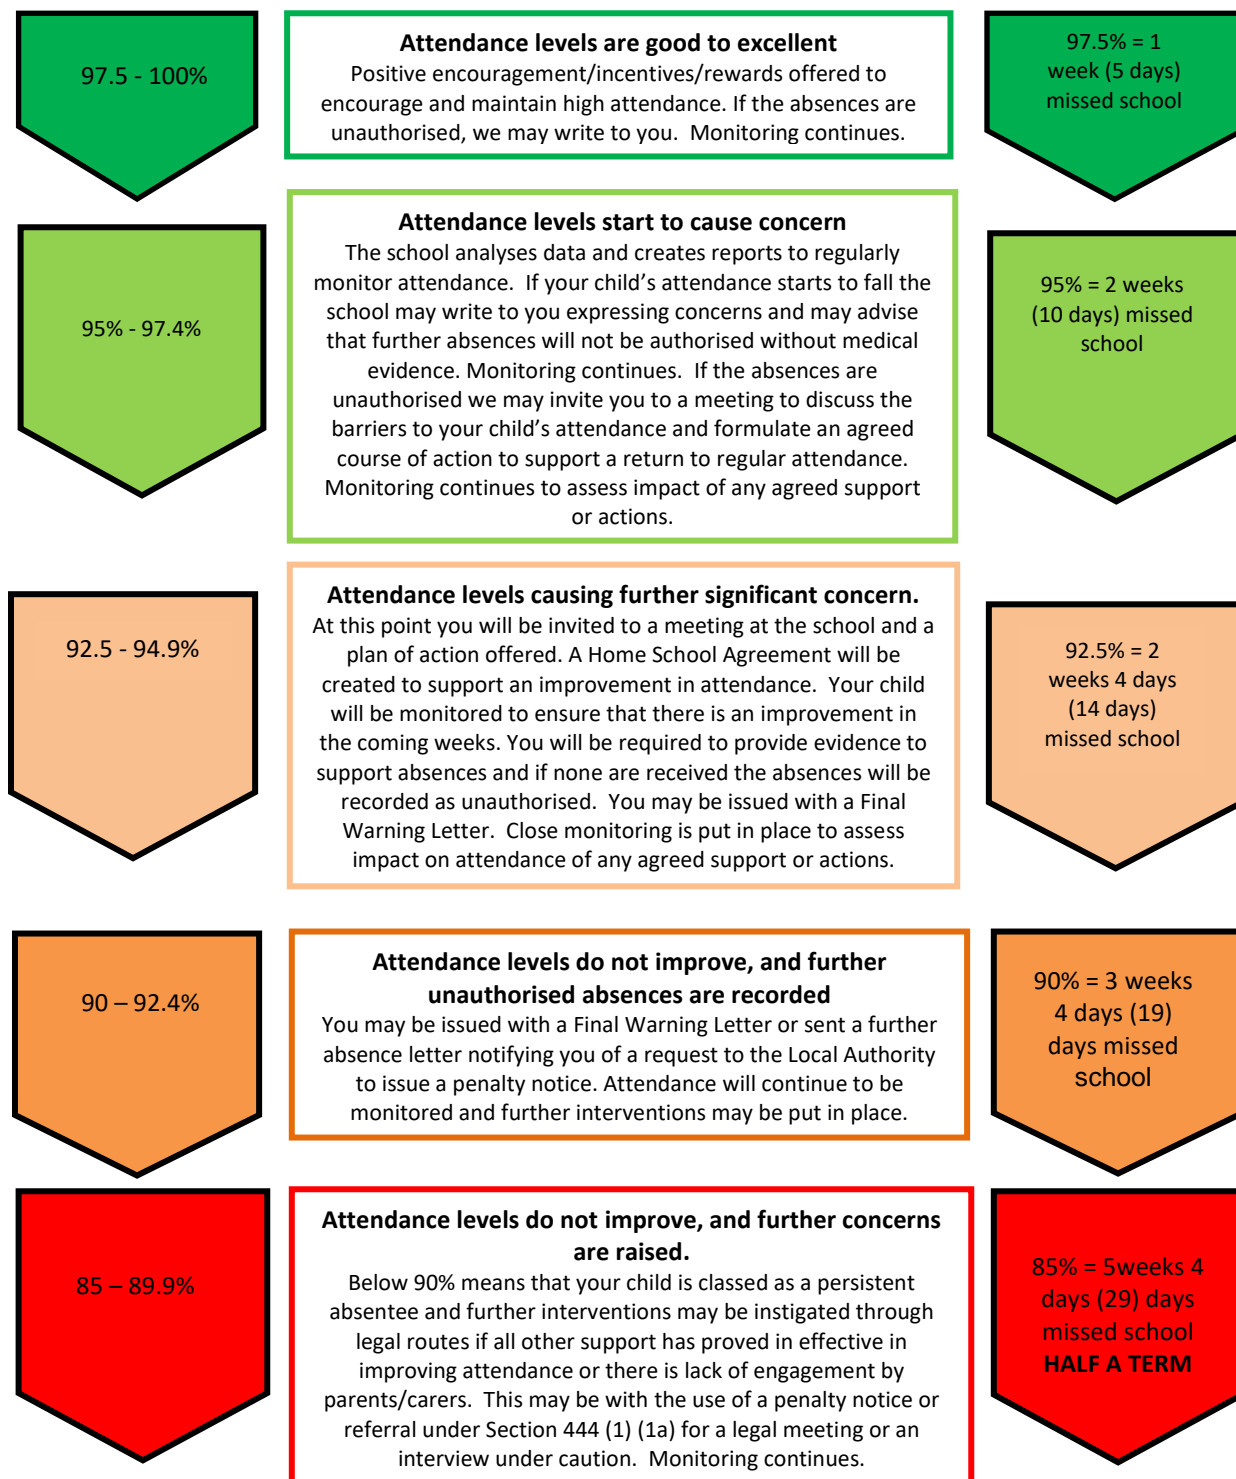 97.5 - 100%
Attendance levels are good to excellent
Positive encouragement/incentives/rewards offered to
encourage and maintain high attendance. If the absences are
unauthorised, we may write to you.  Monitoring continues.
97.5% = 1
week (5 days)
missed school
95% - 97.4%
Attendance levels start to cause concern
The school analyses data and creates reports to regularly
monitor attendance.  If your child’s attendance starts to fall the
school may write to you expressing concerns and may advise
that further absences will not be authorised without medical
evidence. Monitoring continues.  If the absences are
unauthorised we may invite you to a meeting to discuss the
barriers to your child’s attendance and formulate an agreed
course of action to support a return to regular attendance.
Monitoring continues to assess impact of any agreed support
or actions.
95% = 2 weeks
(10 days) missed
school
92.5 - 94.9%
Attendance levels causing further significant concern.
At this point you will be invited to a meeting at the school and a
plan of action offered. A Home School Agreement will be
created to support an improvement in attendance.  Your child
will be monitored to ensure that there is an improvement in
the coming weeks. You will be required to provide evidence to
support absences and if none are received the absences will be
recorded as unauthorised.  You may be issued with a Final
Warning Letter.  Close monitoring is put in place to assess
impact on attendance of any agreed support or actions.
92.5% = 2
weeks 4 days
(14 days)
missed school
90 – 92.4%
Attendance levels do not improve, and further
unauthorised absences are recorded
You may be issued with a Final Warning Letter or sent a further
absence letter notifying you of a request to the Local Authority
to issue a penalty notice. Attendance will continue to be
monitored and further interventions may be put in place.
90% = 3 weeks
4 days (19)
days missed
school
85 – 89.9%
Attendance levels do not improve, and further concerns
are raised.
Below 90% means that your child is classed as a persistent
absentee and further interventions may be instigated through
legal routes if all other support has proved in effective in
improving attendance or there is lack of engagement by
parents/carers.  This may be with the use of a penalty notice or
referral under Section 444 (1) (1a) for a legal meeting or an
interview under caution.  Monitoring continues.
85% = 5weeks 4
days (29) days
missed school
HALF A TERM